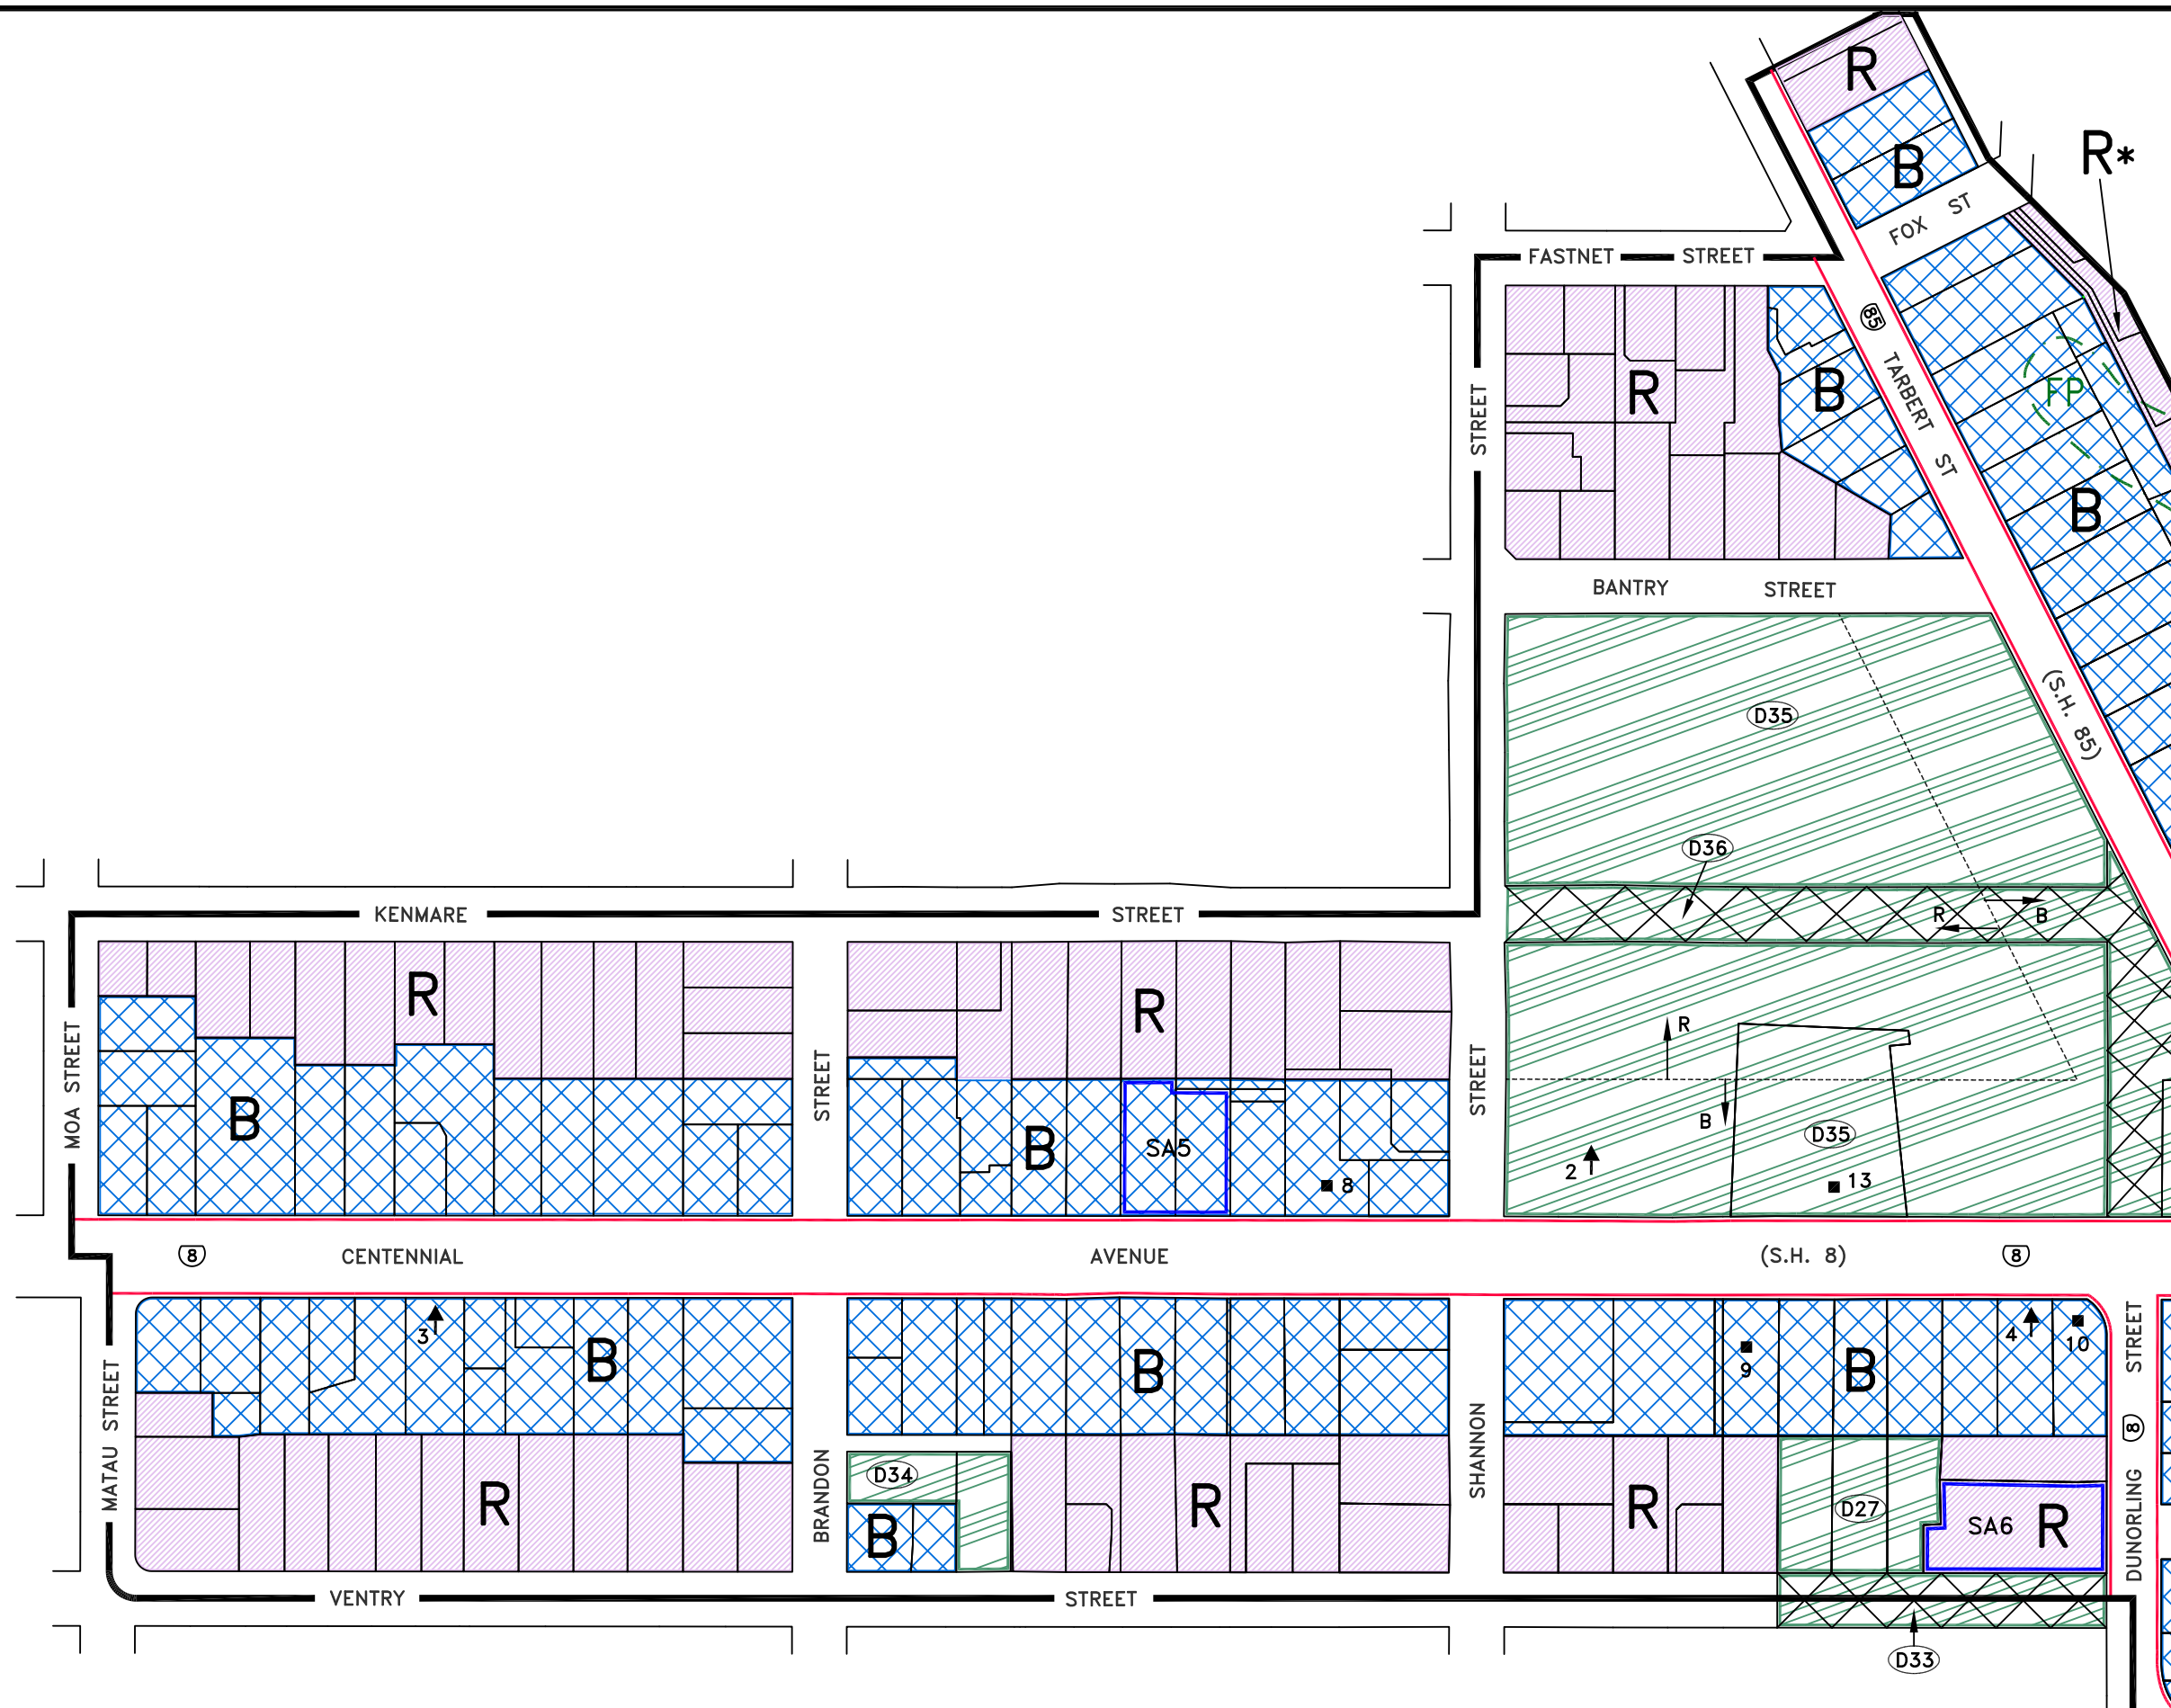 R
B
R*
FOX ST
FASTNET STREET
85
TARBERT ST
R
B
FP
B
STREET
BANTRY STREET
(S.H. 85)
D35
D36
R
B
KENMARE STREET
MOA STREET
R
B
STREET
R
B
SA5
8
STREET
R
B
D35
2
13
8
CENTENNIAL AVENUE (S.H. 8)
8
MATAU STREET
3
B
R
BRANDON
B
D34
B
R
SHANNON
9
B
4
10
R
D27
SA6
R
DUNORLING STREET
8
VENTRY STREET
D33